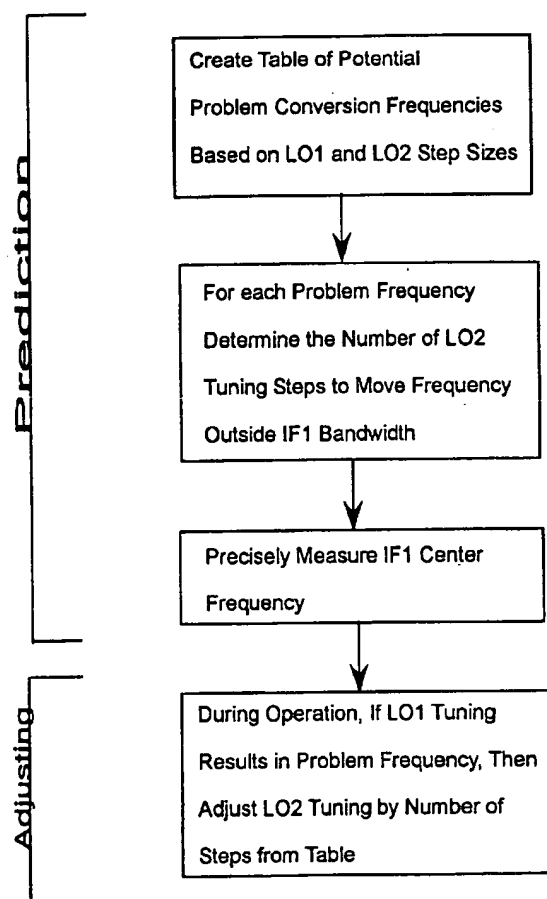 Prediction
Create Table of Potential
Problem Conversion Frequencies
Based on LO1 and LO2 Step Sizes
For each Problem Frequency
Determine the Number of LO2
Tuning Steps to Move Frequency
Outside IF1 Bandwidth
Precisely Measure IF1 Center
Frequency
Adjusting
During Operation, If LO1 Tuning
Results in Problem Frequency, Then
Adjust LO2 Tuning by Number of
Steps from Table